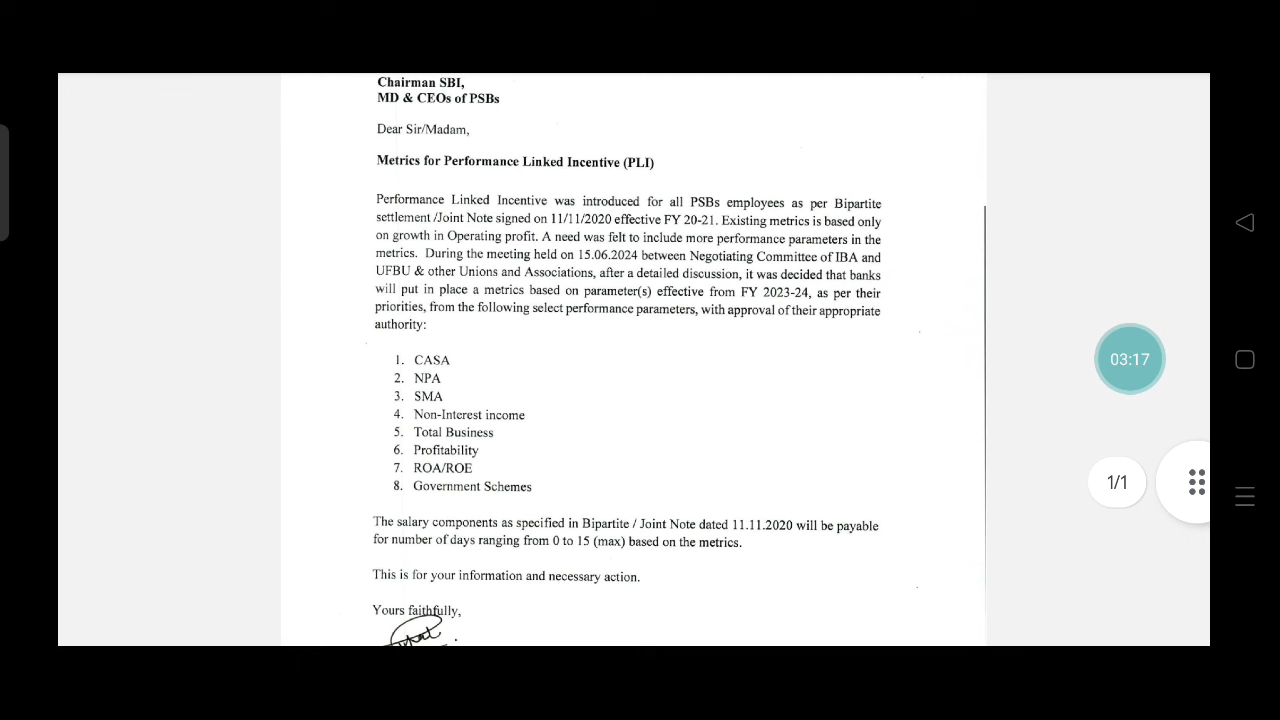 Chairman SBI,
MD & CEOs of PSBs
Dear Sir/Madam,
Metrics for Performance Linked Incentive (PLI)
Performance Linked Incentive was introduced for all PSBs employees as per Bipartite
settlement /Joint Note signed on 11/11/2020 effective FY 20-21. Existing metrics is based only
on growth in Operating profit. A need was felt to include more performance parameters in the
metrics. During the meeting held on 15.06.2024 between Negotiating Committee of IBA and
UFBU & other Unions and Associations, after a detailed discussion, it was decided that banks
will put in place a metrics based on parameter(s) effective from FY 2023-24, as per their
priorities, from the following select performance parameters, with approval of their appropriate
authority:
1. CASA
2. NPA
3. SMA
4. Non-Interest income
5. Total Business
6. Profitability
7. ROA/ROE
8. Government Schemes
The salary components as specified in Bipartite / Joint Note dated 11.11.2020 will be payable
for number of days ranging from 0 to 15 (max) based on the metrics.
This is for your information and necessary action.
Yours faithfully,
03:17
1/1